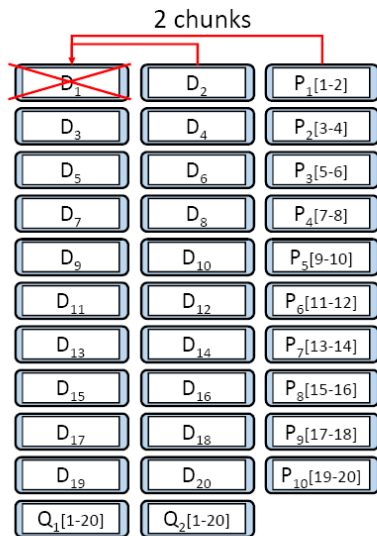 2 chunks
D1 D2 P1[1-2]
D3 D4 P2[3-4]
D5 D6 P3[5-6]
D7 D8 P4[7-8]
D9 D10 P5[9-10]
D11 D12 P6[11-12]
D13 D14 P7[13-14]
D15 D16 P8[15-16]
D17 D18 P9[17-18]
D19 D20 P10[19-20]
Q1[1-20] Q2[1-20]